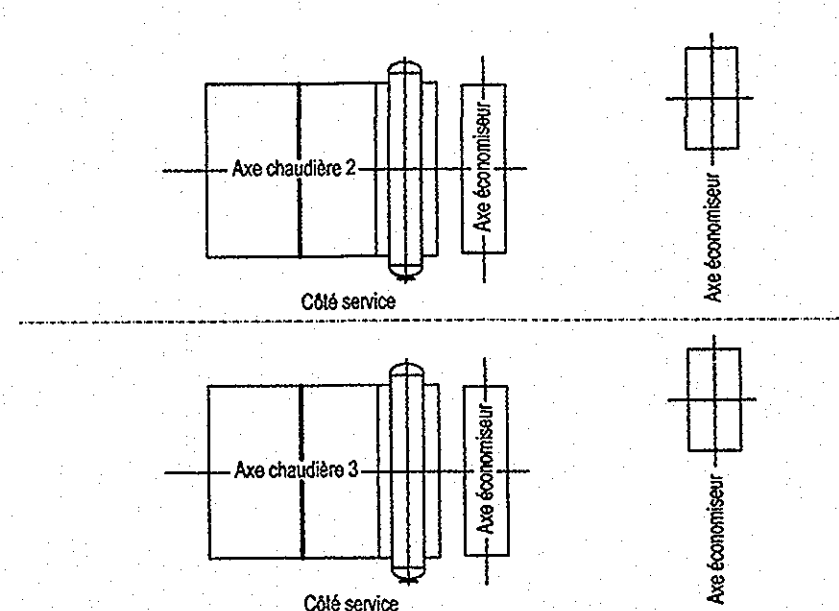 Axe chaudière 2
Axe économiseur
Axe économiseur
Côté service
Axe chaudière 3
Axe économiseur
Axe économiseur
Côté service